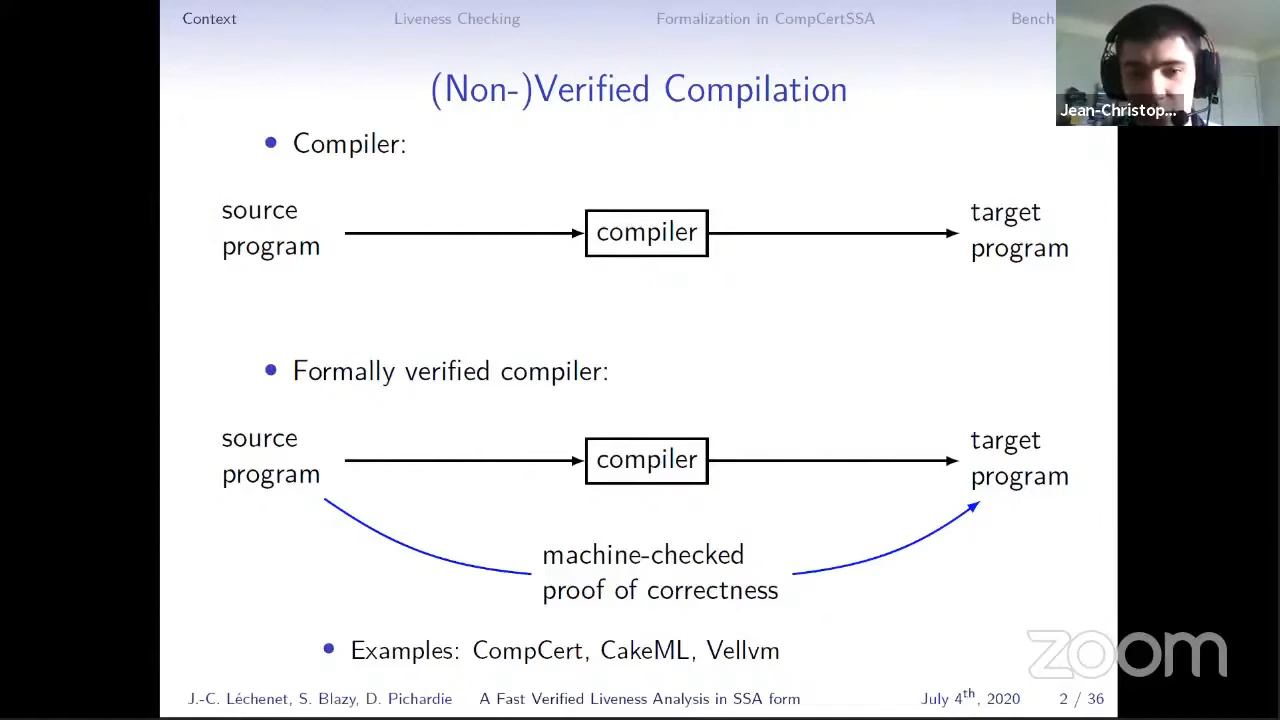 Context Liveness Checking Formalization in CompCertSSA Bench
Jean-Christop...
(Non-)Verified Compilation
• Compiler:
source program
compiler
target program
• Formally verified compiler:
source program
compiler
target program
machine-checked
proof of correctness
• Examples: CompCert, CakeML, Vellvm
zoom
J.-C. Léchenet, S. Blazy, D. Pichardie A Fast Verified Liveness Analysis in SSA form July 4th, 2020 2 / 36